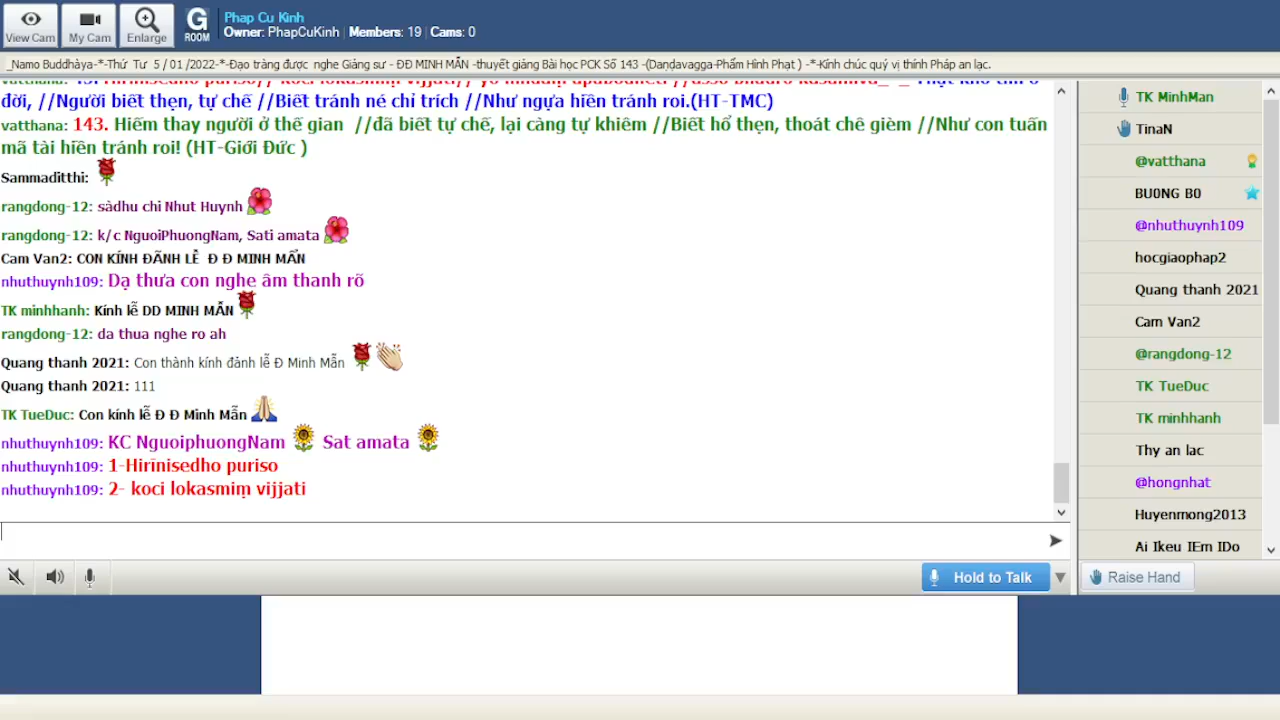 View Cam
My Cam
Enlarge
G
ROOM
Phap Cu Kinh
Owner: PhapCuKinh | Members: 19 | Cams: 0
_Namo Buddhàya-*-Thứ Tư 5 / 01 /2022-*-Đạo tràng được nghe Giảng sư - ĐĐ MINH MẪN -thuyết giảng Bài học PCK Số 143 -(Daṇḍavagga-Phẩm Hình Phạt ) -*-Kính chúc quý vị thính Pháp an lạc.
đời, //Người biết thẹn, tự chế //Biết tránh né chỉ trích //Như ngựa hiền tránh roi.(HT-TMC)
vatthana: 143. Hiếm thay người ở thế gian //đã biết tự chế, lại càng tự khiêm //Biết hổ thẹn, thoát chê gièm //Như con tuấn
mã tài hiền tránh roi! (HT-Giới Đức )
Sammadiṭṭhi:
rangdong-12: sàdhu chi Nhut Huynh
rangdong-12: k/c NguoiPhuongNam, Sati amata
Cam Van2: CON KÍNH ĐÃNH LỄ Đ Đ MINH MẪN
nhuthuynh109: Dạ thưa con nghe âm thanh rõ
TK minhhanh: Kính lễ DD MINH MẪN
rangdong-12: da thua nghe ro ah
Quang thanh 2021: Con thành kính đảnh lễ Đ Minh Mẫn
Quang thanh 2021: 111
TK TueDuc: Con kính lễ Đ Đ Minh Mẫn
nhuthuynh109: KC NguoiphuongNam Sat amata
nhuthuynh109: 1-Hirīnisedho puriso
nhuthuynh109: 2- koci lokasmiṃ vijjati
Hold to Talk
TK MinhMan
TinaN
@vatthana
BU0NG B0
@nhuthuynh109
hocgiaophap2
Quang thanh 2021
Cam Van2
@rangdong-12
TK TueDuc
TK minhhanh
Thy an lac
@hongnhat
Huyenmong2013
Ai Ikeu IEm IDo
Raise Hand